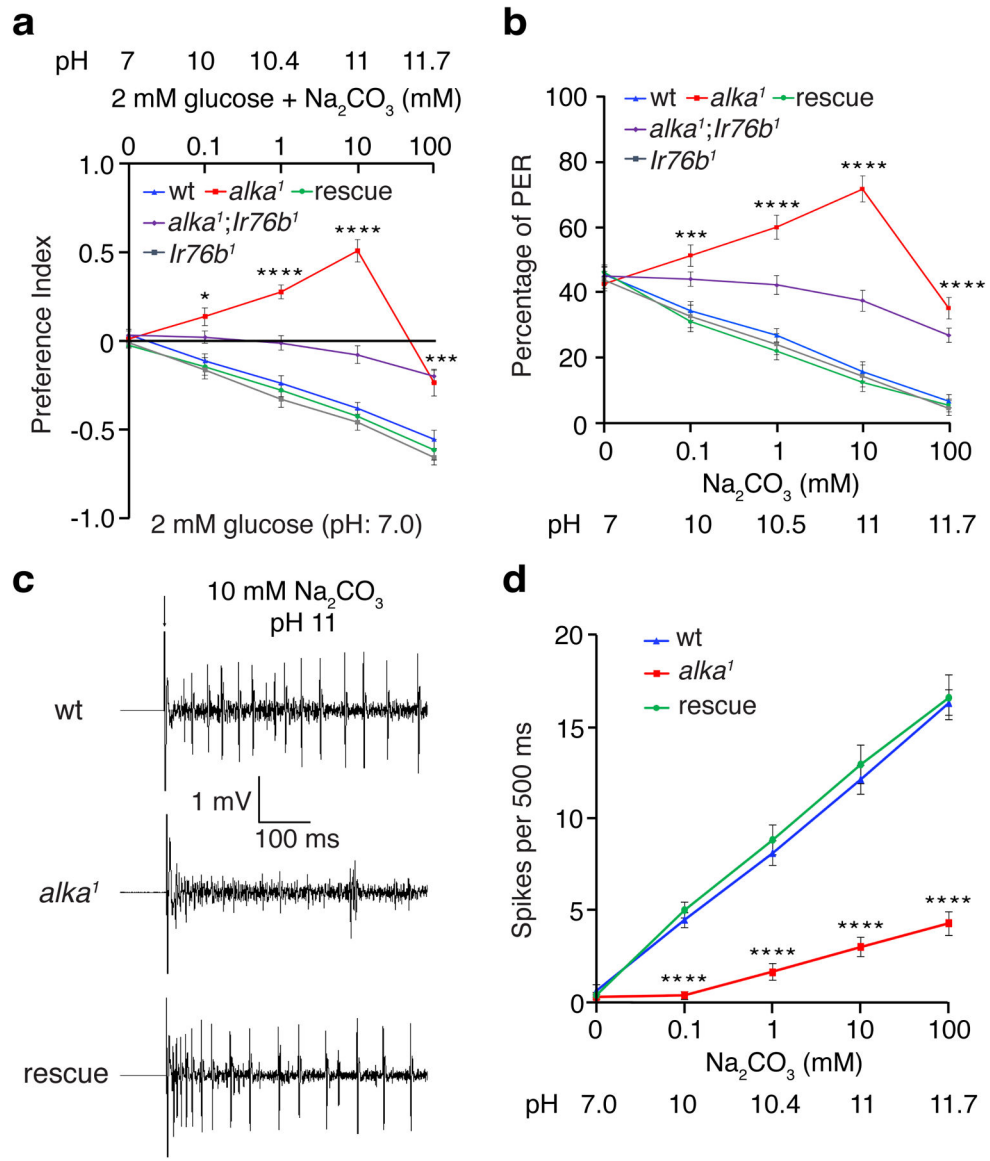 a
pH 7 10 10.4 11 11.7
2 mM glucose + Na₂CO₃ (mM)
0 0.1 1 10 100
1.0
wt alka¹ rescue
alka¹;Ir76b¹
Ir76b¹
0.5
0
-0.5
-1.0
Preference Index
* **** **** ***
2 mM glucose (pH: 7.0)
b
100
80
60
40
20
0
Percentage of PER
wt alka¹ rescue
alka¹;Ir76b¹
Ir76b¹
*** **** **** ****
0 0.1 1 10 100
Na₂CO₃ (mM)
pH 7 10 10.5 11 11.7
c
10 mM Na₂CO₃
pH 11
wt
1 mV
100 ms
alka¹
rescue
d
20
15
10
5
0
Spikes per 500 ms
wt
alka¹
rescue
**** **** **** ****
0 0.1 1 10 100
Na₂CO₃ (mM)
pH 7.0 10 10.4 11 11.7